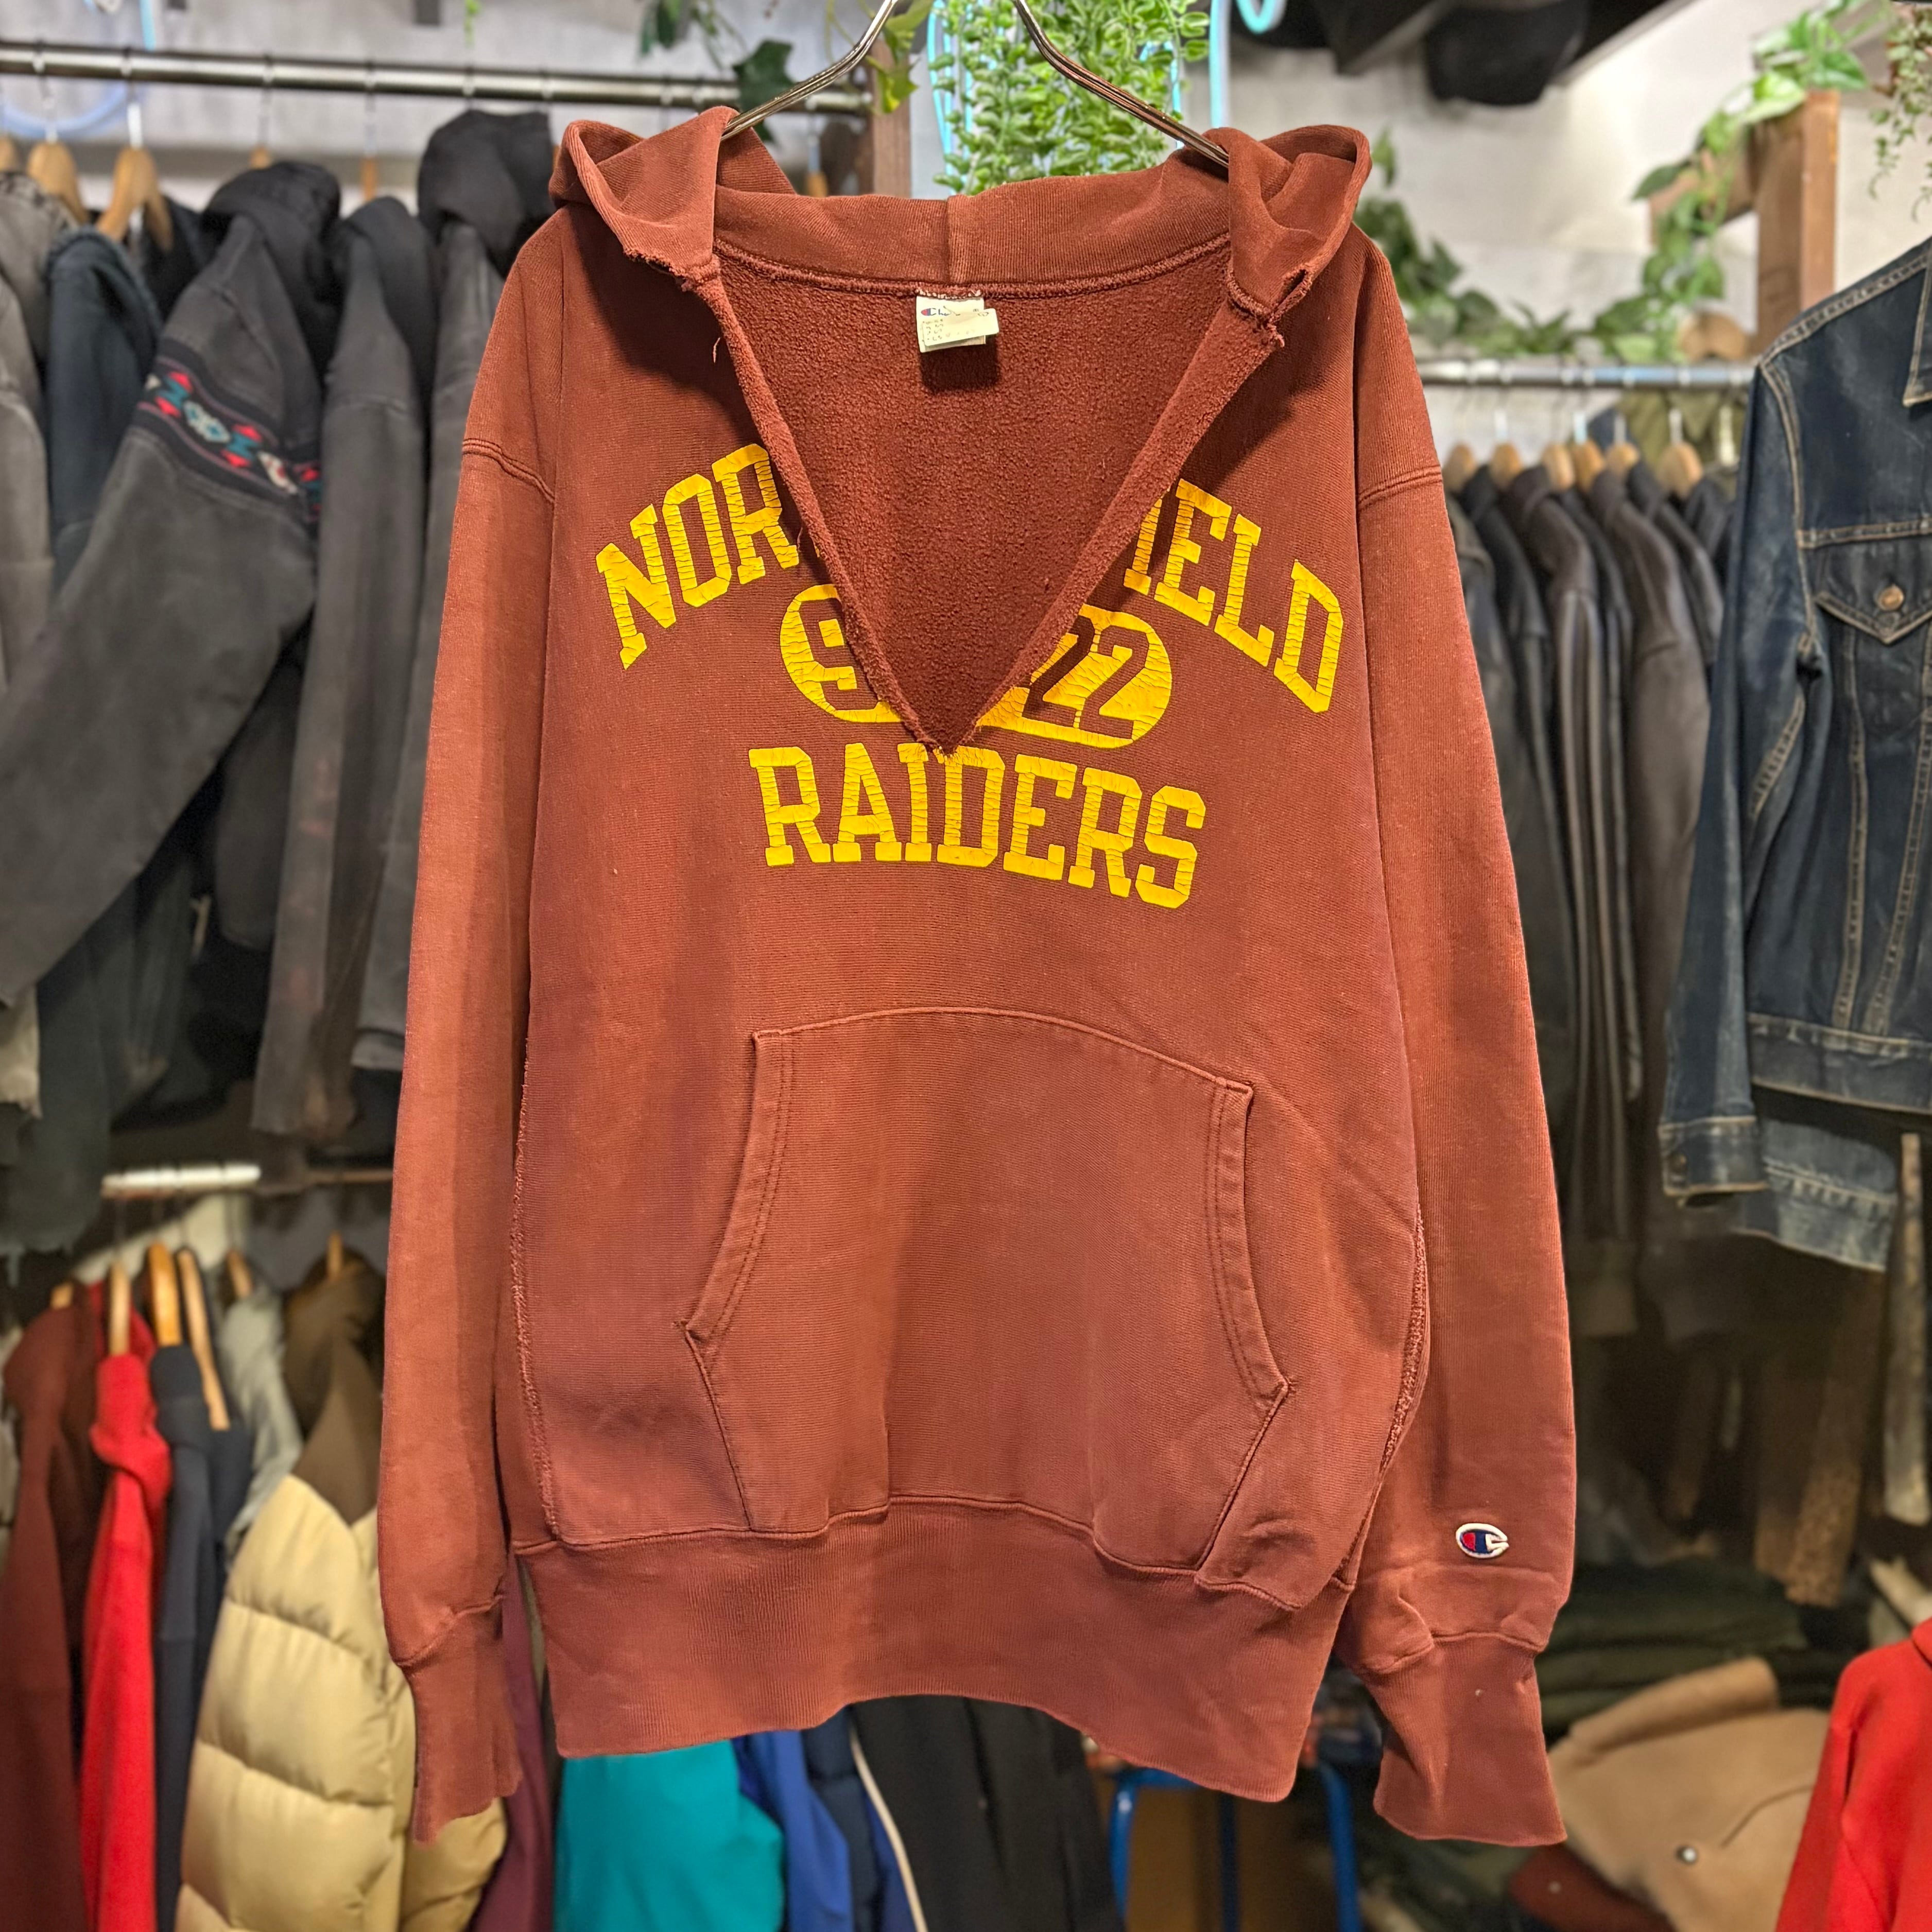 NOR IELD
9 22
RAIDERS